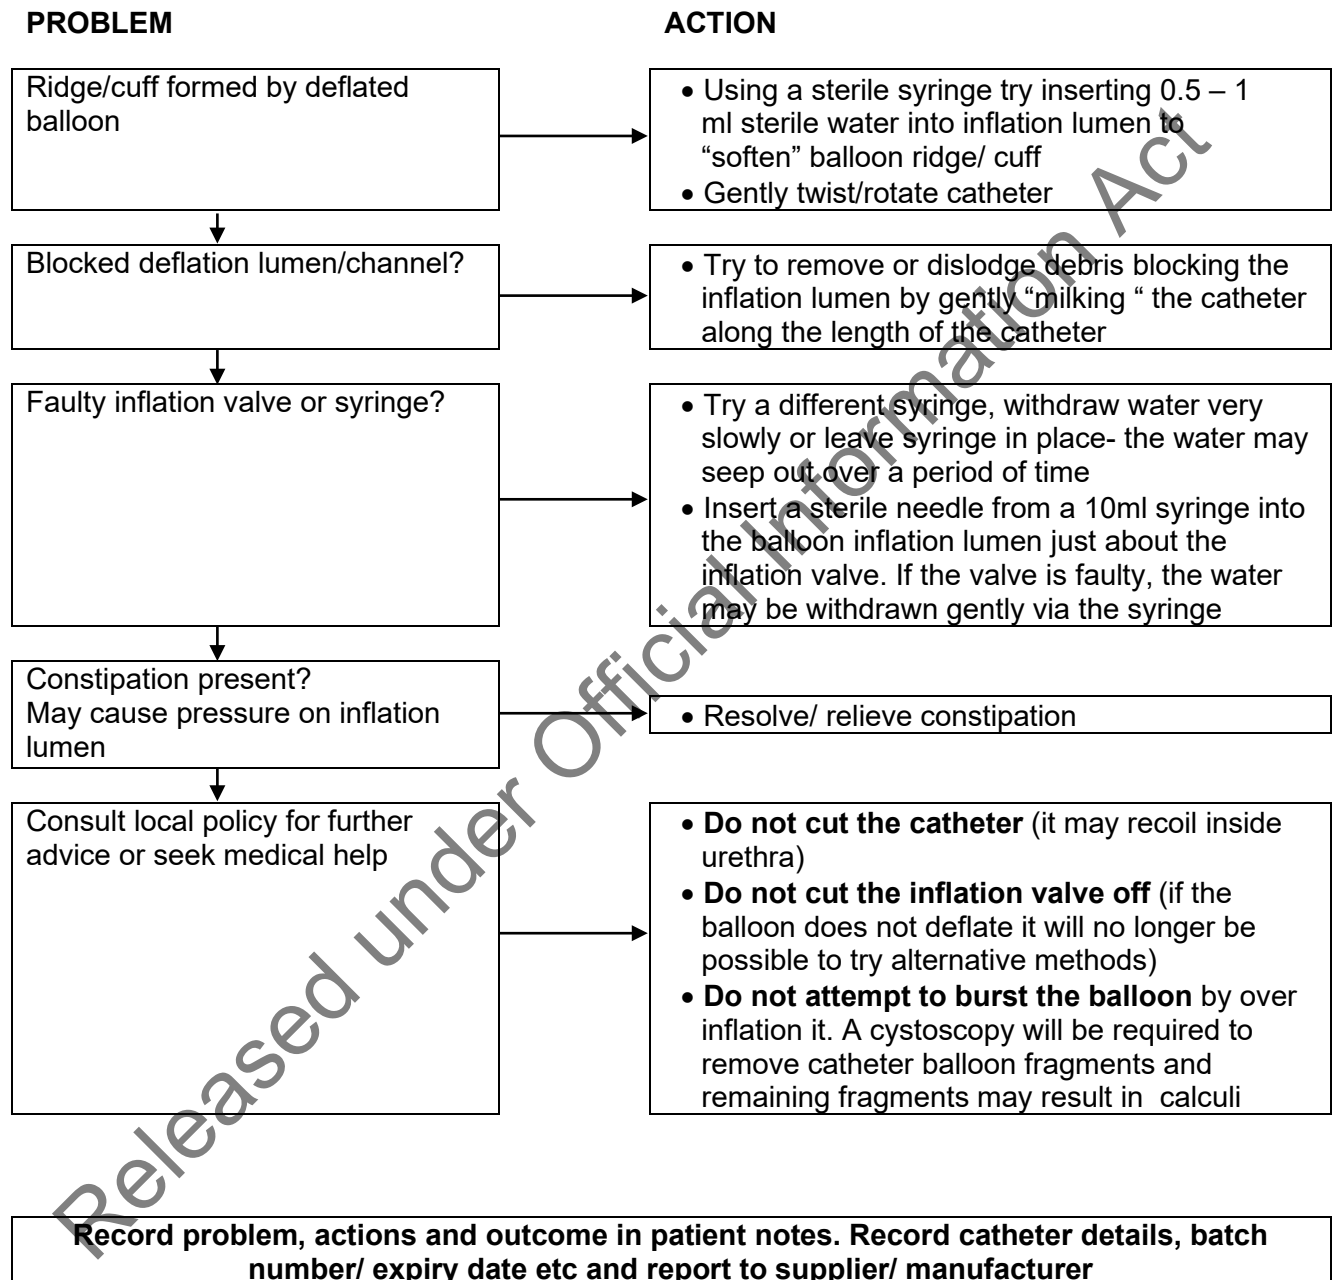 PROBLEM
ACTION
Ridge/cuff formed by deflated
balloon
• Using a sterile syringe try inserting 0.5 – 1
ml sterile water into inflation lumen to
“soften” balloon ridge/ cuff
• Gently twist/rotate catheter
Blocked deflation lumen/channel?
• Try to remove or dislodge debris blocking the
inflation lumen by gently “milking “ the catheter
along the length of the catheter
Faulty inflation valve or syringe?
• Try a different syringe, withdraw water very
slowly or leave syringe in place- the water may
seep out over a period of time
• Insert a sterile needle from a 10ml syringe into
the balloon inflation lumen just about the
inflation valve. If the valve is faulty, the water
may be withdrawn gently via the syringe
Constipation present?
May cause pressure on inflation
lumen
• Resolve/ relieve constipation
Consult local policy for further
advice or seek medical help
• Do not cut the catheter (it may recoil inside
urethra)
• Do not cut the inflation valve off (if the
balloon does not deflate it will no longer be
possible to try alternative methods)
• Do not attempt to burst the balloon by over
inflation it. A cystoscopy will be required to
remove catheter balloon fragments and
remaining fragments may result in  calculi
Record problem, actions and outcome in patient notes. Record catheter details, batch
number/ expiry date etc and report to supplier/ manufacturer
Released under Official Information Act